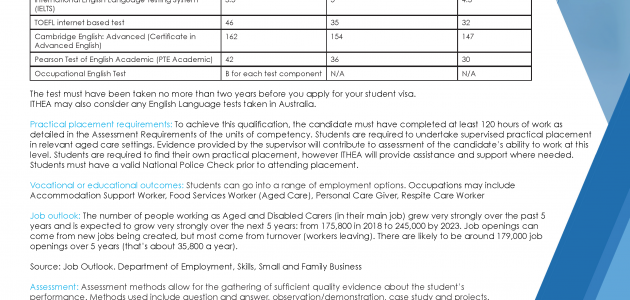 International English Language Testing System
(IELTS)
5.5 5 4.5
TOEFL internet based test 46 35 32
Cambridge English: Advanced (Certificate in
Advanced English) 162 154 147
Pearson Test of English Academic (PTE Academic) 42 36 30
Occupational English Test B for each test component N/A N/A
The test must have been taken no more than two years before you apply for your student visa.
ITHEA may also consider any English Language tests taken in Australia.
Practical placement requirements: To achieve this qualification, the candidate must have completed at least 120 hours of work as
detailed in the Assessment Requirements of the units of competency. Students are required to undertake supervised practical placement
in relevant aged care settings. Evidence provided by the supervisor will contribute to assessment of the candidate's ability to work at this
level. Students are required to find their own practical placement, however ITHEA will provide assistance and support where needed.
Students must have a valid National Police Check prior to attending placement.
Vocational or educational outcomes: Students can go into a range of employment options. Occupations may include
Accommodation Support Worker, Food Services Worker (Aged Care), Personal Care Giver, Respite Care Worker
Job outlook: The number of people working as Aged and Disabled Carers (in their main job) grew very strongly over the past 5
years and is expected to grow very strongly over the next 5 years: from 175,800 in 2018 to 245,000 by 2023. Job openings can
come from new jobs being created, but most come from turnover (workers leaving). There are likely to be around 179,000 job
openings over 5 years (that's about 35,800 a year).
Source: Job Outlook, Department of Employment, Skills, Small and Family Business
Assessment: Assessment methods allow for the gathering of sufficient quality evidence about the student's
performance. Methods used include question and answer, observation/demonstration, case study and projects.